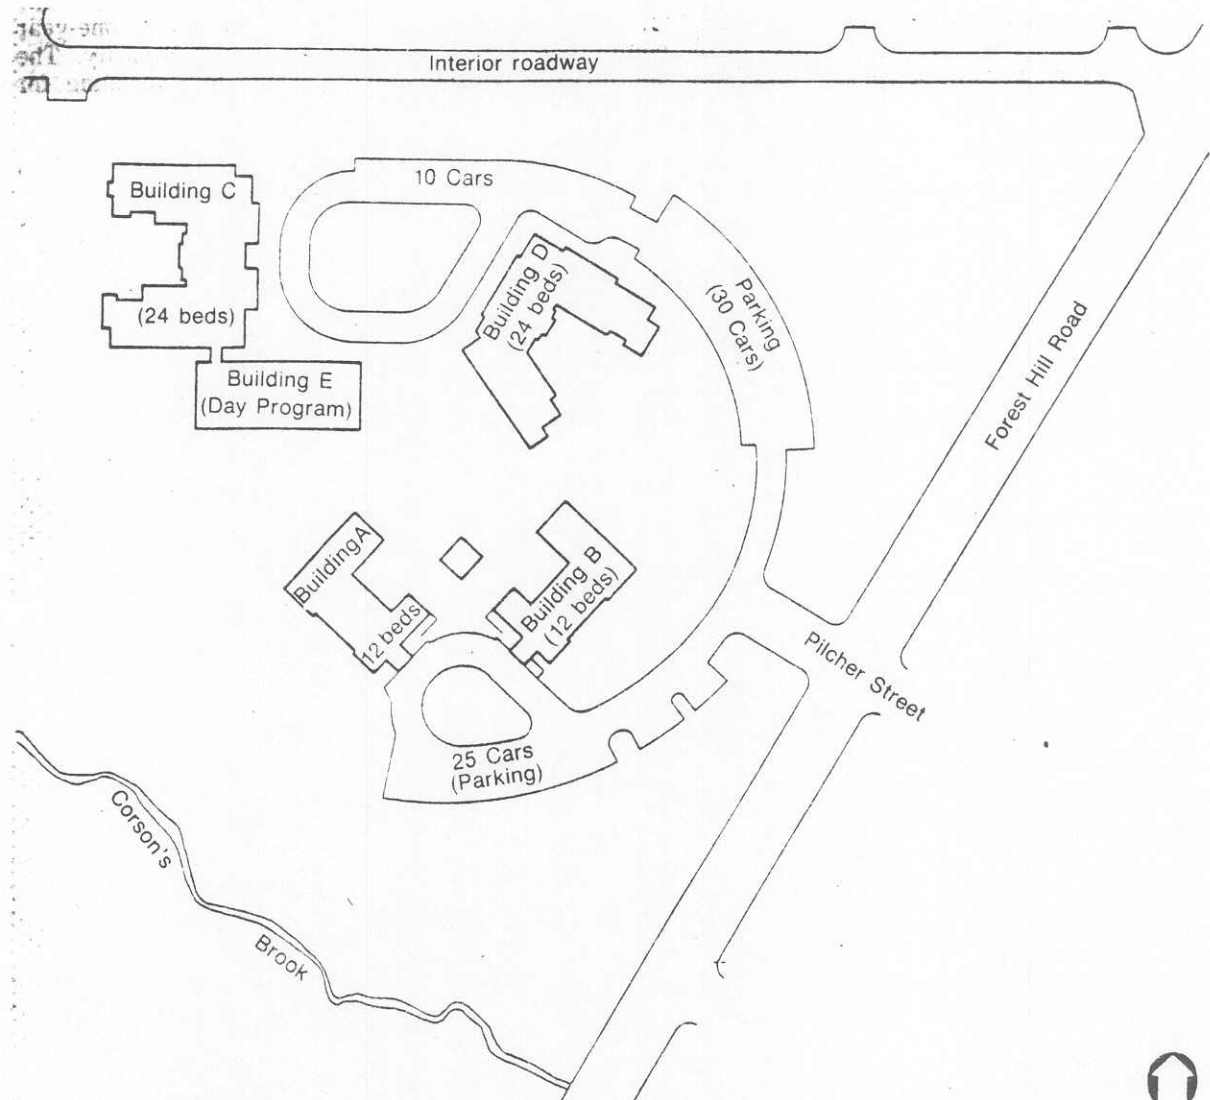 Interior roadway
Building C
(24 beds)
10 Cars
Building D
(24 beds)
Parking
(30 Cars)
Forest Hill Road
Building E
(Day Program)
Building A
12 beds
Building B
(12 beds)
Pilcher Street
25 Cars
(Parking)
Corson's
Brook